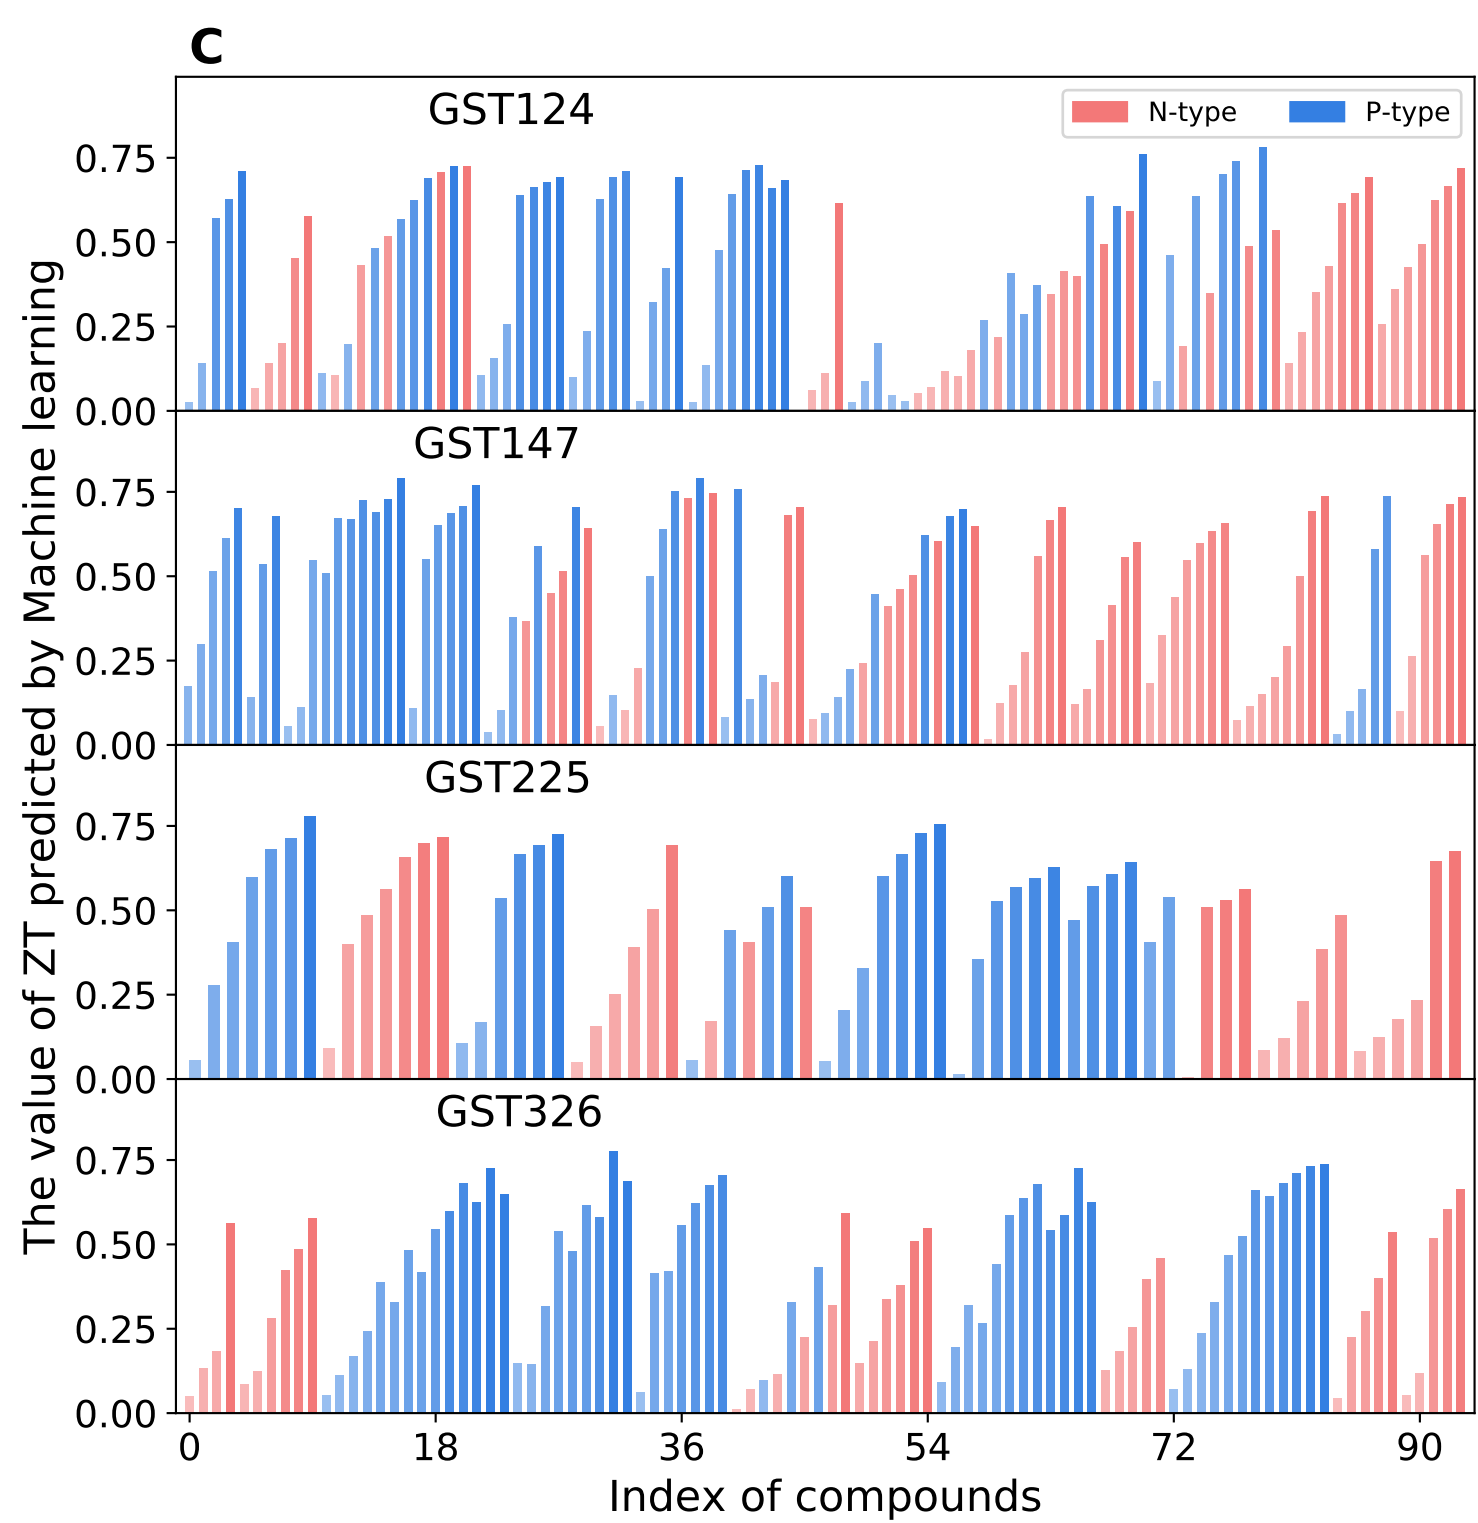 C
GST124
N-type
P-type
0.75
0.50
0.25
0.00
GST147
0.75
0.50
0.25
0.00
GST225
0.75
0.50
0.25
0.00
GST326
0.75
0.50
0.25
0.00
0 18 36 54 72 90
Index of compounds
The value of ZT predicted by Machine learning